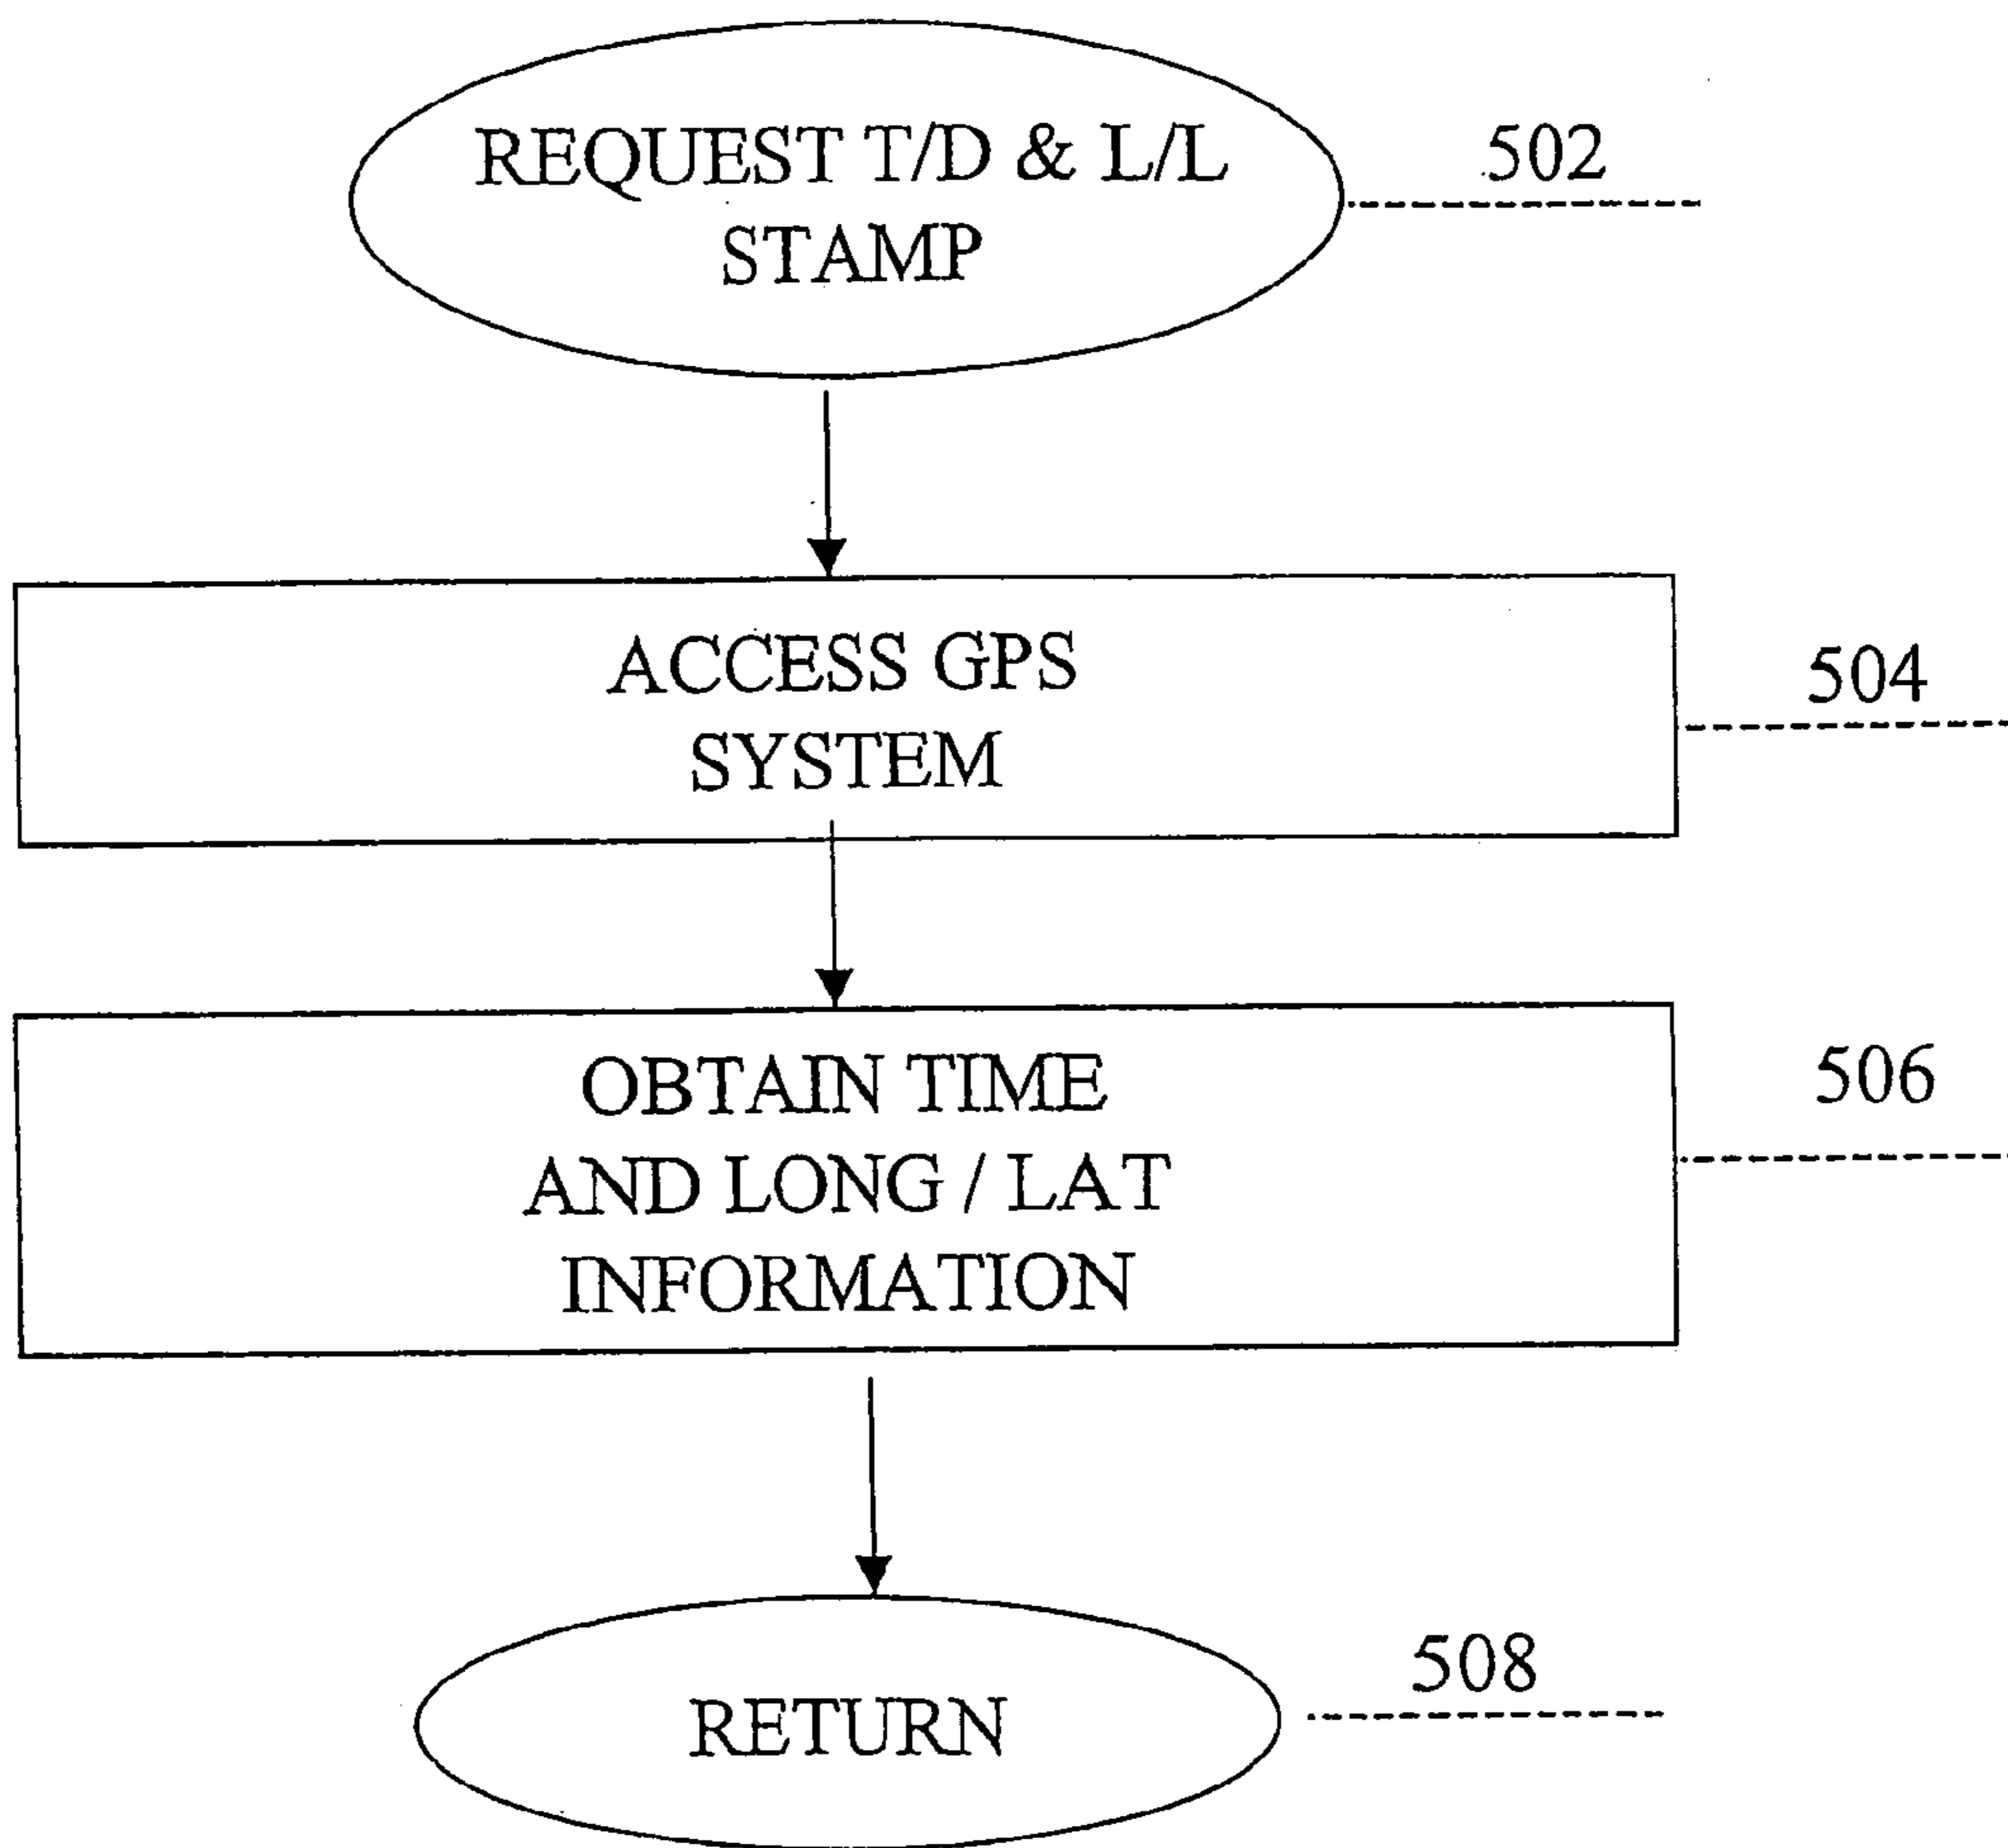 REQUEST T/D & L/L
STAMP
502
ACCESS GPS
SYSTEM
504
OBTAIN TIME
AND LONG / LAT
INFORMATION
506
RETURN
508